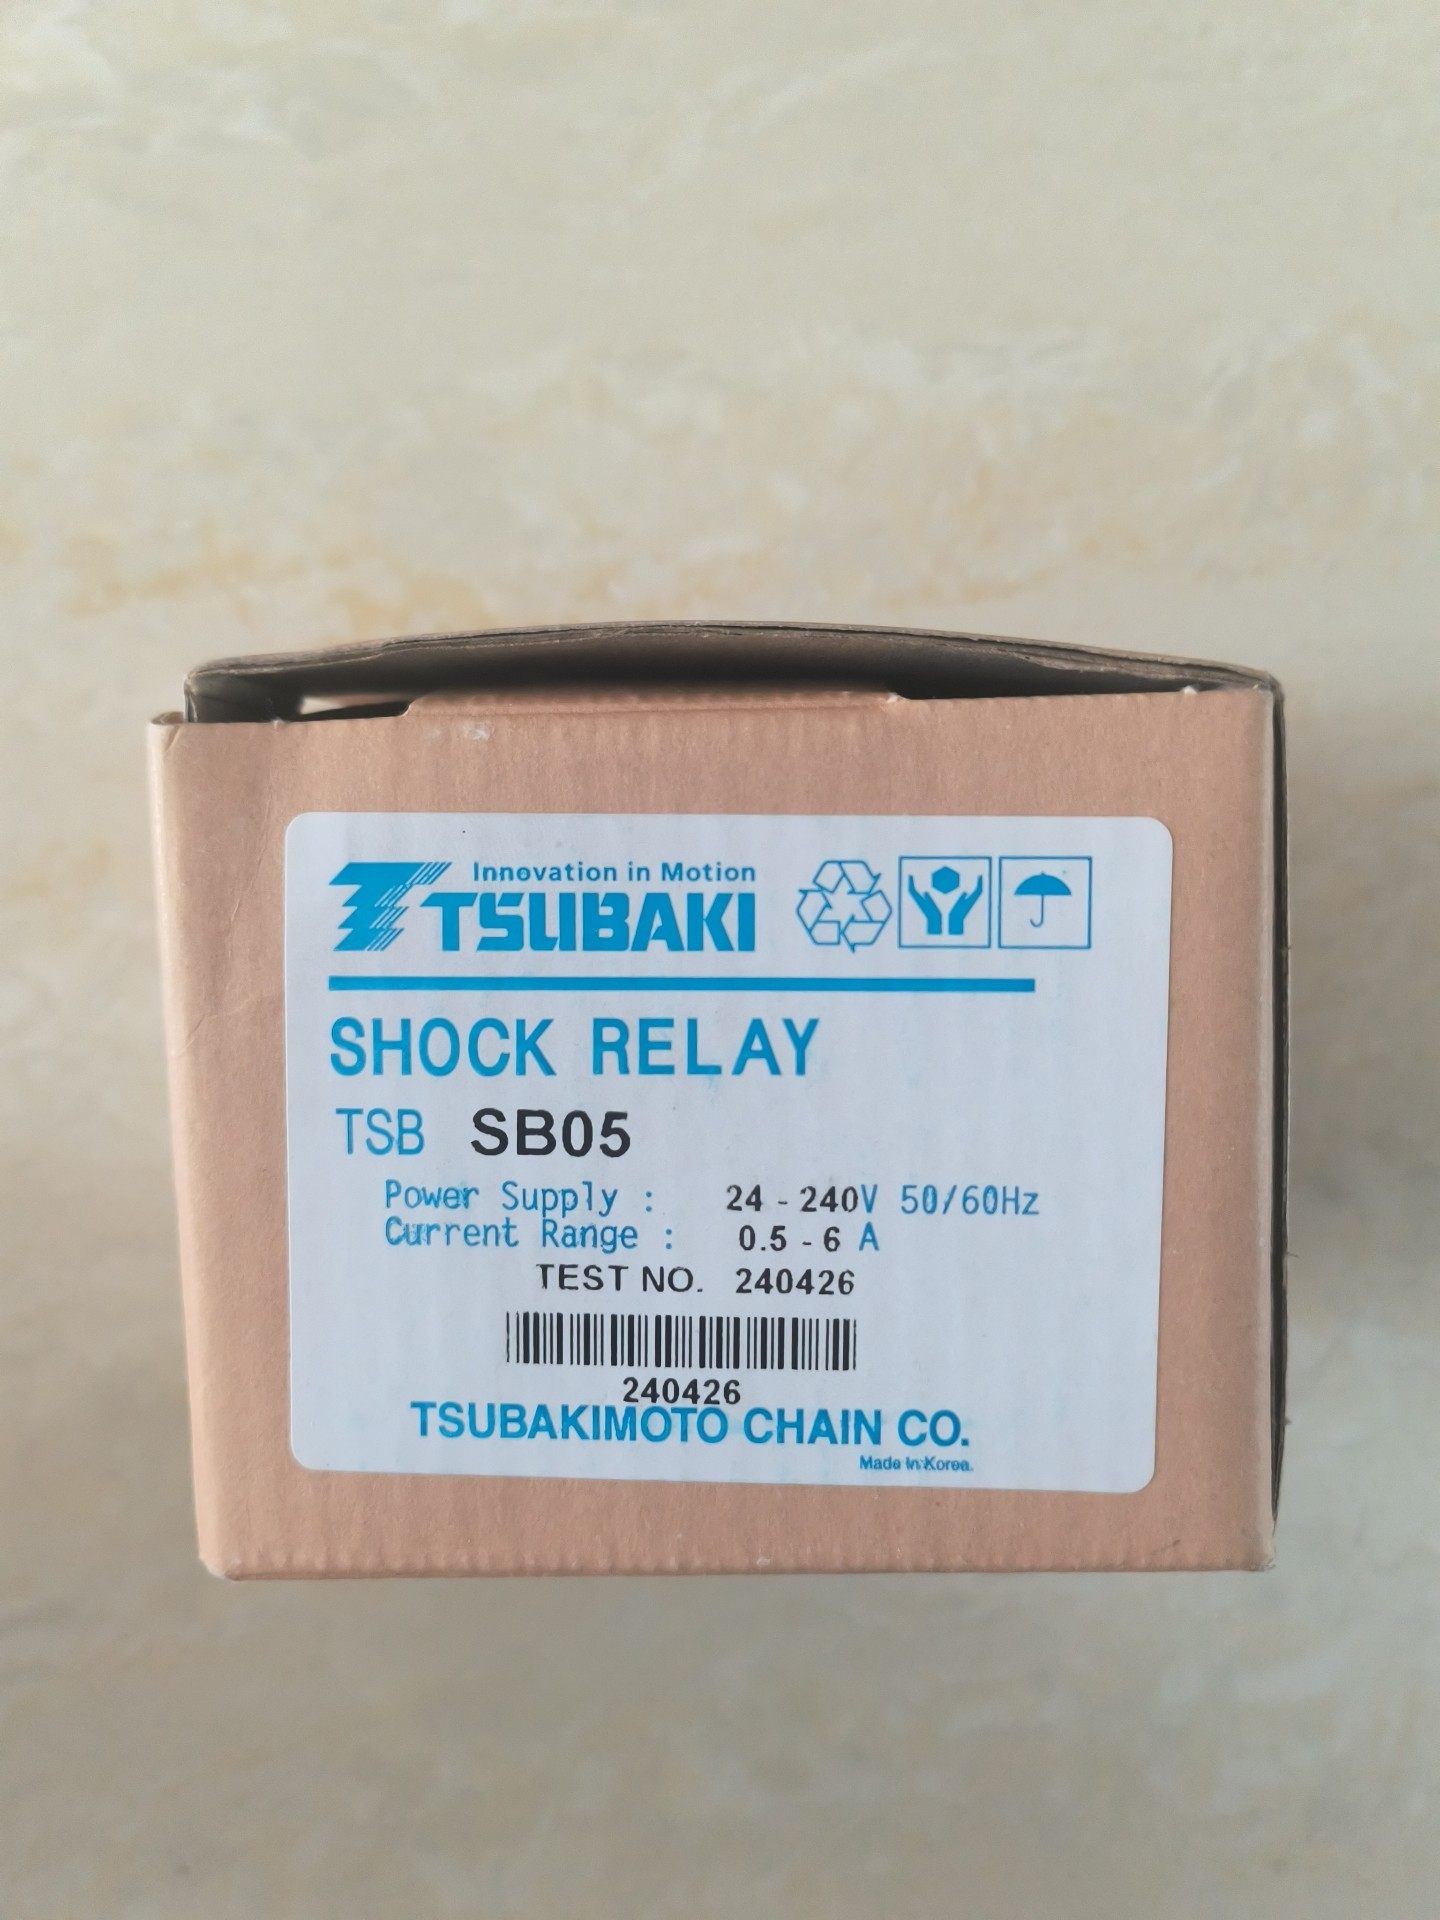 Innovation in Motion
TSUBAKI
SHOCK RELAY
TSB SB05
Power Supply : 24 - 240V 50/60Hz
Current Range : 0.5 - 6 A
TEST NO. 240426
240426
TSUBAKIMOTO CHAIN CO.
Made in Korea.